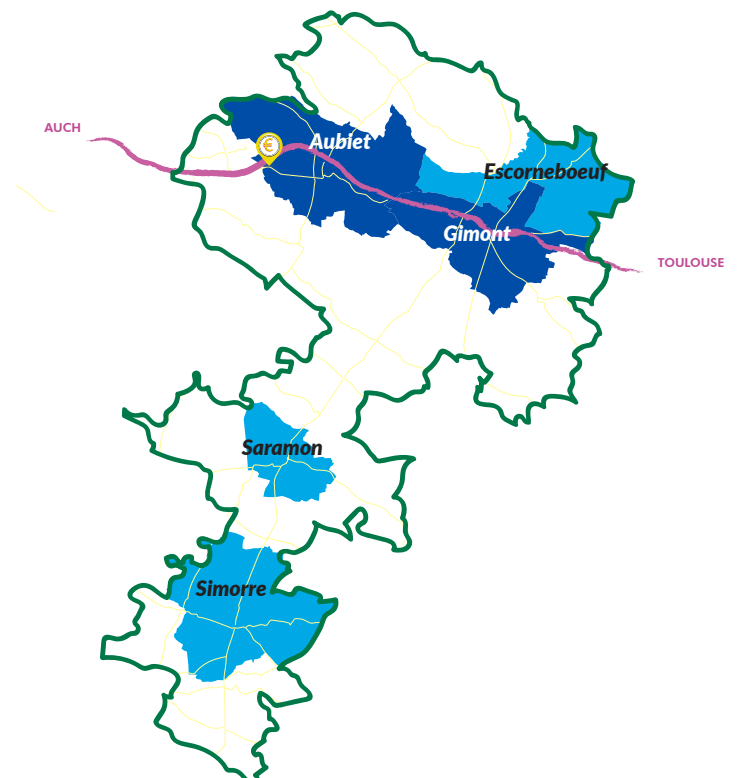 AUCH
€
Aubiet
Escorneboeuf
Gimont
TOULOUSE
Saramon
Simorre